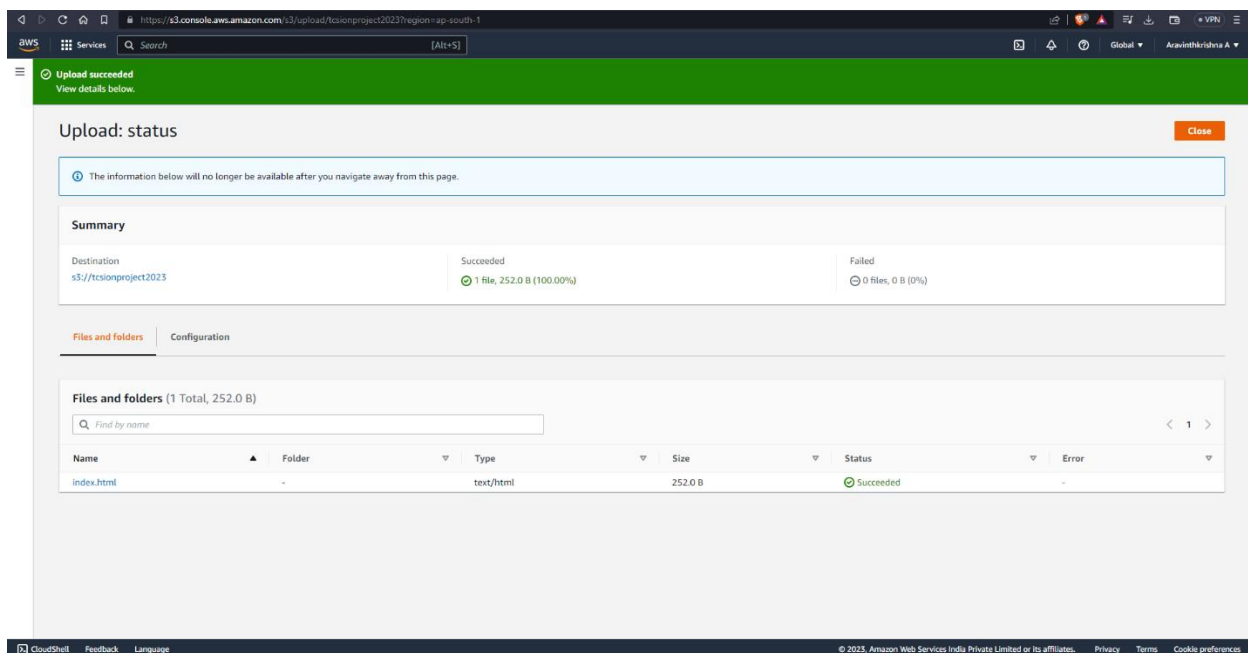 https://s3.console.aws.amazon.com/s3/upload/tcsionproject2023?region=ap-south-1
VPN
aws Services Search [Alt+S] Global Aravinthkrishna A
Upload succeeded
View details below.
Upload: status Close
The information below will no longer be available after you navigate away from this page.
Summary
Destination Succeeded Failed
s3://tcsionproject2023 1 file, 252.0 B (100.00%) 0 files, 0 B (0%)
Files and folders Configuration
Files and folders (1 Total, 252.0 B)
Find by name 1
Name Folder Type Size Status Error
index.html - text/html 252.0 B Succeeded -
CloudShell Feedback Language © 2023, Amazon Web Services India Private Limited or its affiliates. Privacy Terms Cookie preferences